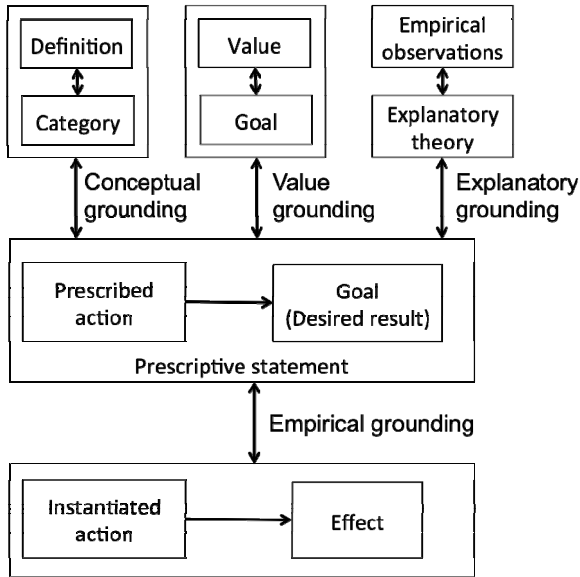 Definition
Category
Value
Goal
Empirical
observations
Explanatory
theory
Conceptual
grounding
Value
grounding
Explanatory
grounding
Prescribed
action
Goal
(Desired result)
Prescriptive statement
Empirical grounding
Instantiated
action
Effect